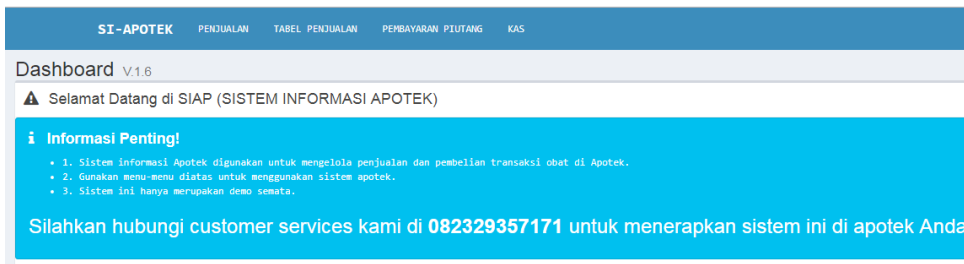 SI-APOTEK PENJUALAN TABEL PENJUALAN PEMBAYARAN PIUTANG KAS
Dashboard V.1.6
Selamat Datang di SIAP (SISTEM INFORMASI APOTEK)
i Informasi Penting!
• 1. Sistem informasi Apotek digunakan untuk mengelola penjualan dan pembelian transaksi obat di Apotek.
• 2. Gunakan menu-menu diatas untuk menggunakan sistem apotek.
• 3. Sistem ini hanya merupakan demo semata.
Silahkan hubungi customer services kami di 082329357171 untuk menerapkan sistem ini di apotek Anda